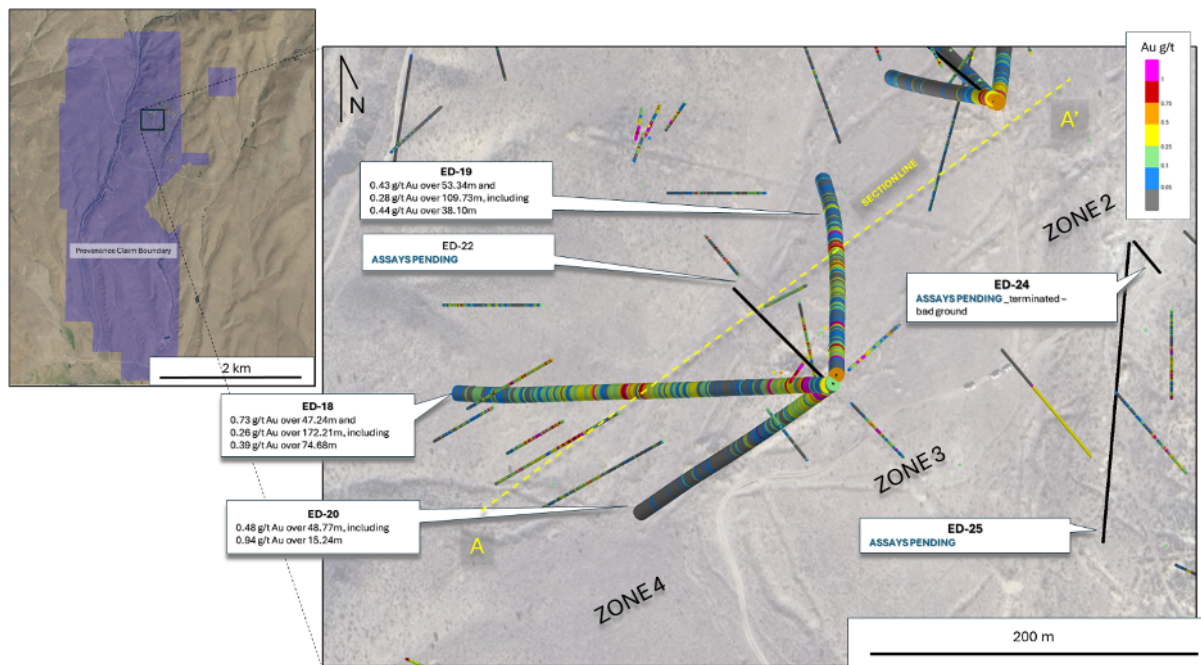 Provenance Claim Boundary
2 km
N
ED-19
0.43 g/t Au over 53.34m and
0.28 g/t Au over 109.73m, including
0.44 g/t Au over 38.10m
ED-22
ASSAYS PENDING
ED-18
0.73 g/t Au over 47.24m and
0.26 g/t Au over 172.21m, including
0.39 g/t Au over 74.68m
ED-20
0.48 g/t Au over 48.77m, including
0.94 g/t Au over 15.24m
A
A'
SECTION LINE
ZONE 2
ED-24
ASSAYS PENDING _terminated –
bad ground
ZONE 3
ED-25
ASSAYS PENDING
ZONE 4
Au g/t
1
0.75
0.5
0.25
0.1
0.05
200 m